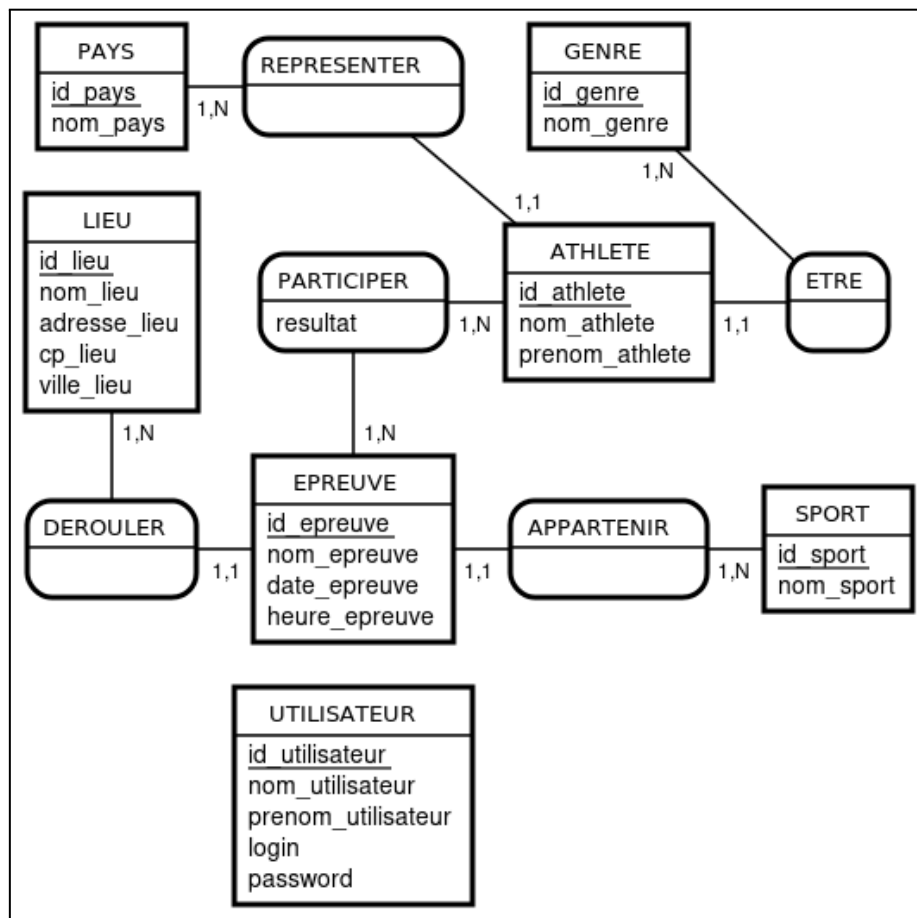 PAYS
id_pays
nom_pays
1,N
REPRESENTER
GENRE
id_genre
nom_genre
1,N
1,1
LIEU
id_lieu
nom_lieu
adresse_lieu
cp_lieu
ville_lieu
1,N
PARTICIPER
resultat
1,N
1,N
ATHLETE
id_athlete
nom_athlete
prenom_athlete
1,1
ETRE
DEROULER
1,1
EPREUVE
id_epreuve
nom_epreuve
date_epreuve
heure_epreuve
1,1
APPARTENIR
1,N
SPORT
id_sport
nom_sport
UTILISATEUR
id_utilisateur
nom_utilisateur
prenom_utilisateur
login
password